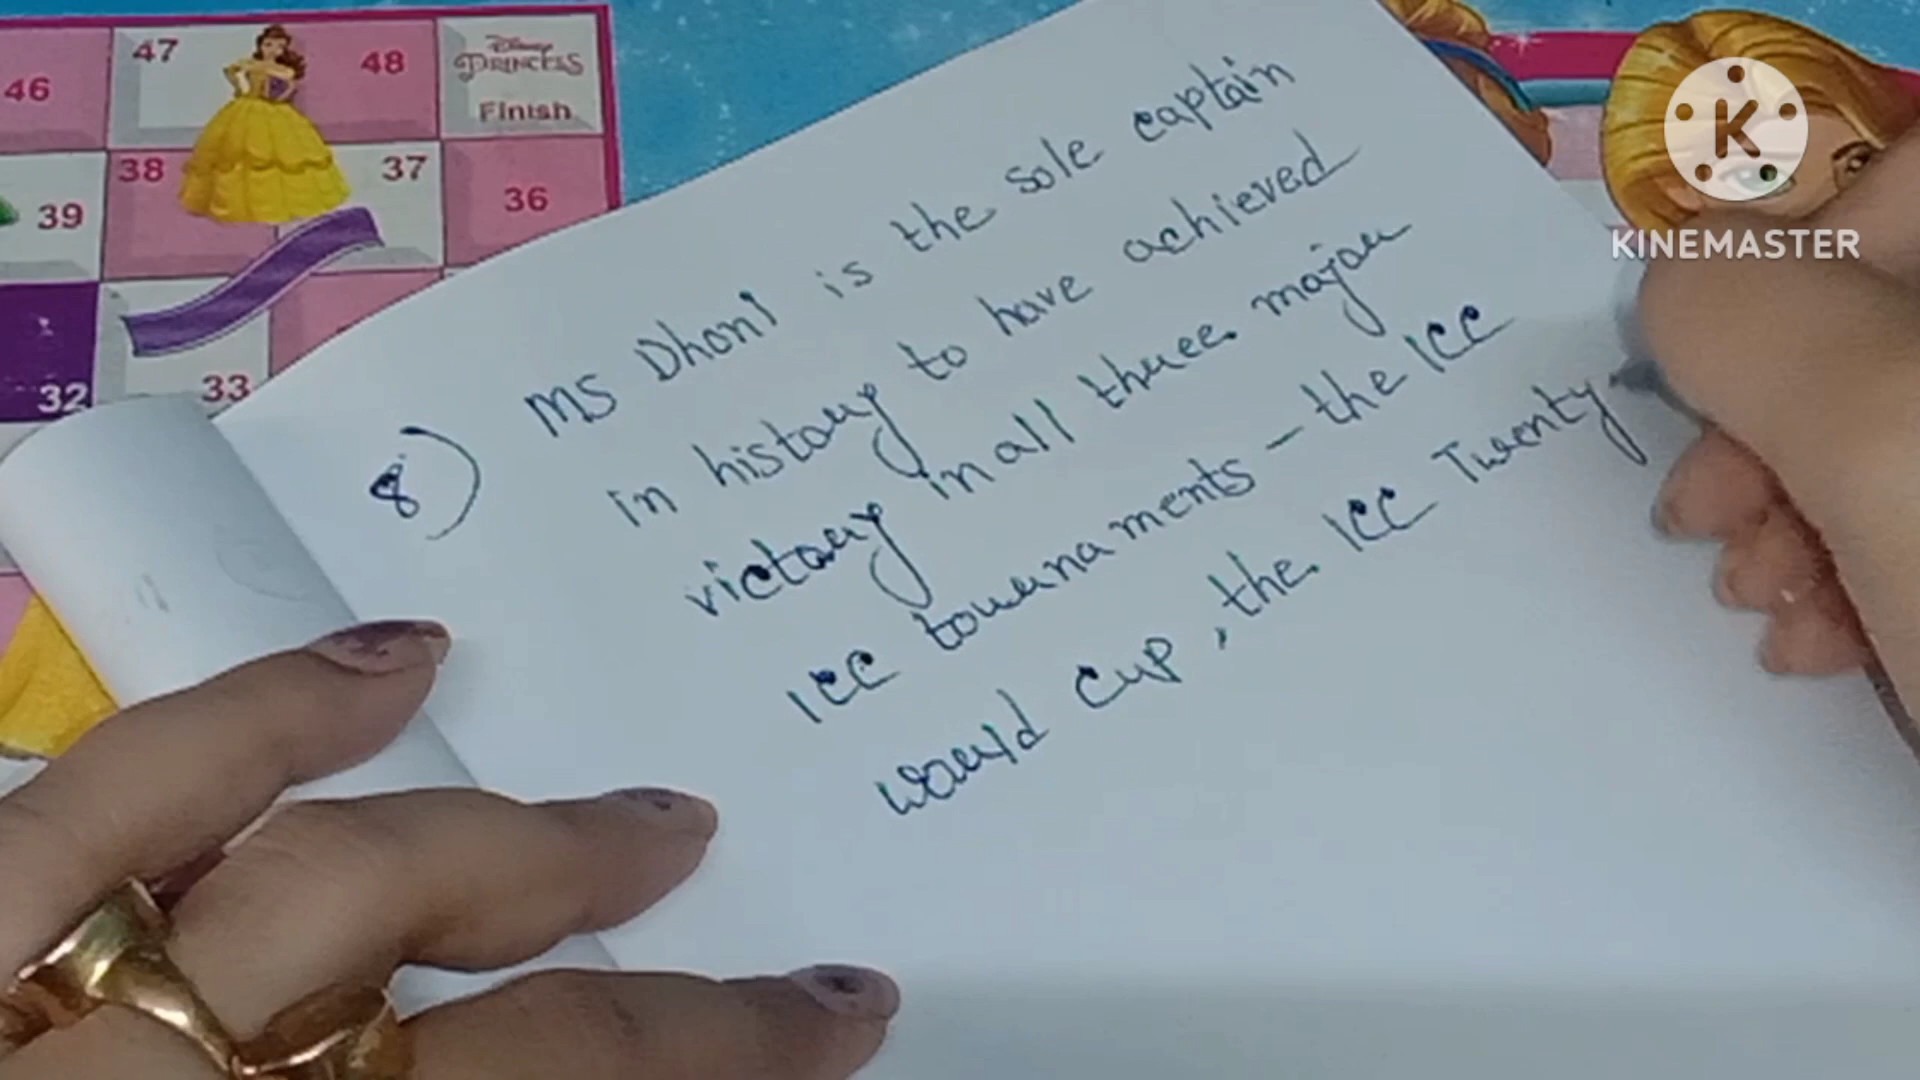 46 47 48 Disney PRINCESS Finish
39 38 37 36
32 33
KINEMASTER
8) MS Dhoni is the sole captain
in history to have achieved
victory in all three major
ICC tournaments - the ICC
World Cup, the ICC Twenty